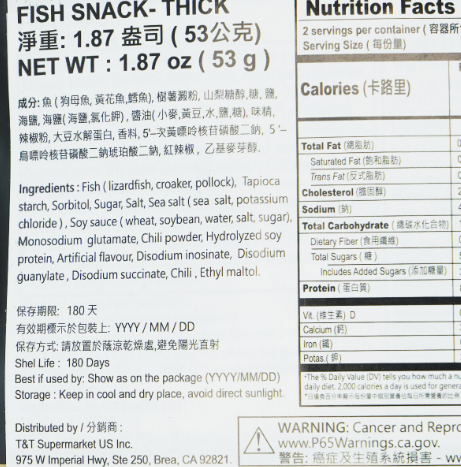 FISH SNACK- THICK
淨重: 1.87 盎司 ( 53公克)
NET WT : 1.87 oz ( 53 g )
成分: 魚 ( 狗母魚, 黃花魚,鱈魚), 樹薯澱粉, 山梨糖醇,糖, 鹽,
海鹽, 海鹽( 海鹽,氯化鉀) , 醬油( 小麥,黃豆,水,鹽,糖), 味精,
辣椒粉, 大豆水解蛋白, 香料, 5'–次黃嘌呤核苷磷酸二鈉, 5 '–
鳥嘌呤核苷磷酸二鈉琥珀酸二鈉, 紅辣椒 , 乙基麥芽醇.
Ingredients : Fish ( lizardfish, croaker, pollock), Tapioca
starch, Sorbitol, Sugar, Salt, Sea salt ( sea salt, potassium
chloride) , Soy sauce ( wheat, soybean, water, salt, sugar),
Monosodium glutamate, Chili powder, Hydrolyzed soy
protein, Artificial flavour, Disodium inosinate, Disodium
guanylate , Disodium succinate, Chili , Ethyl maltol.
保存期限: 180 天
有效期標示於包裝上: YYYY / MM / DD
保存方式: 請放置於蔭涼乾燥處,避免陽光直射
Shel Life : 180 Days
Best if used by: Show as on the package (YYYY/MM/DD)
Storage : Keep in cool and dry place, avoid direct sunlight.
Distributed by / 分銷商 :
T&T Supermarket US Inc.
975 W Imperial Hwy, Ste 250, Brea, CA 92821.
Nutrition Facts
2 servings per container ( 容器所
Serving Size ( 每份量)
Calories (卡路里)
Total Fat (總脂肪)
Saturated Fat (飽和脂肪)
Trans Fat (反式脂肪)
Cholesterol (膽固醇)
Sodium (鈉)
Total Carbohydrate ( 總碳水化合物)
Dietary Fiber (食用纖維)
Total Sugars ( 糖 )
Includes Added Sugars (添加糖量)
Protein ( 蛋白質)
Vit. (維生素) D
Calcium (鈣)
Iron (鐵)
Potas.( 鉀)
*The % Daily Value (DV) tells you how much a nu
daily diet. 2,000 calories a day is used for genera
WARNING: Cancer and Repro
www.P65Warnings.ca.gov.
警告: 癌症及生殖系統損害 - ww